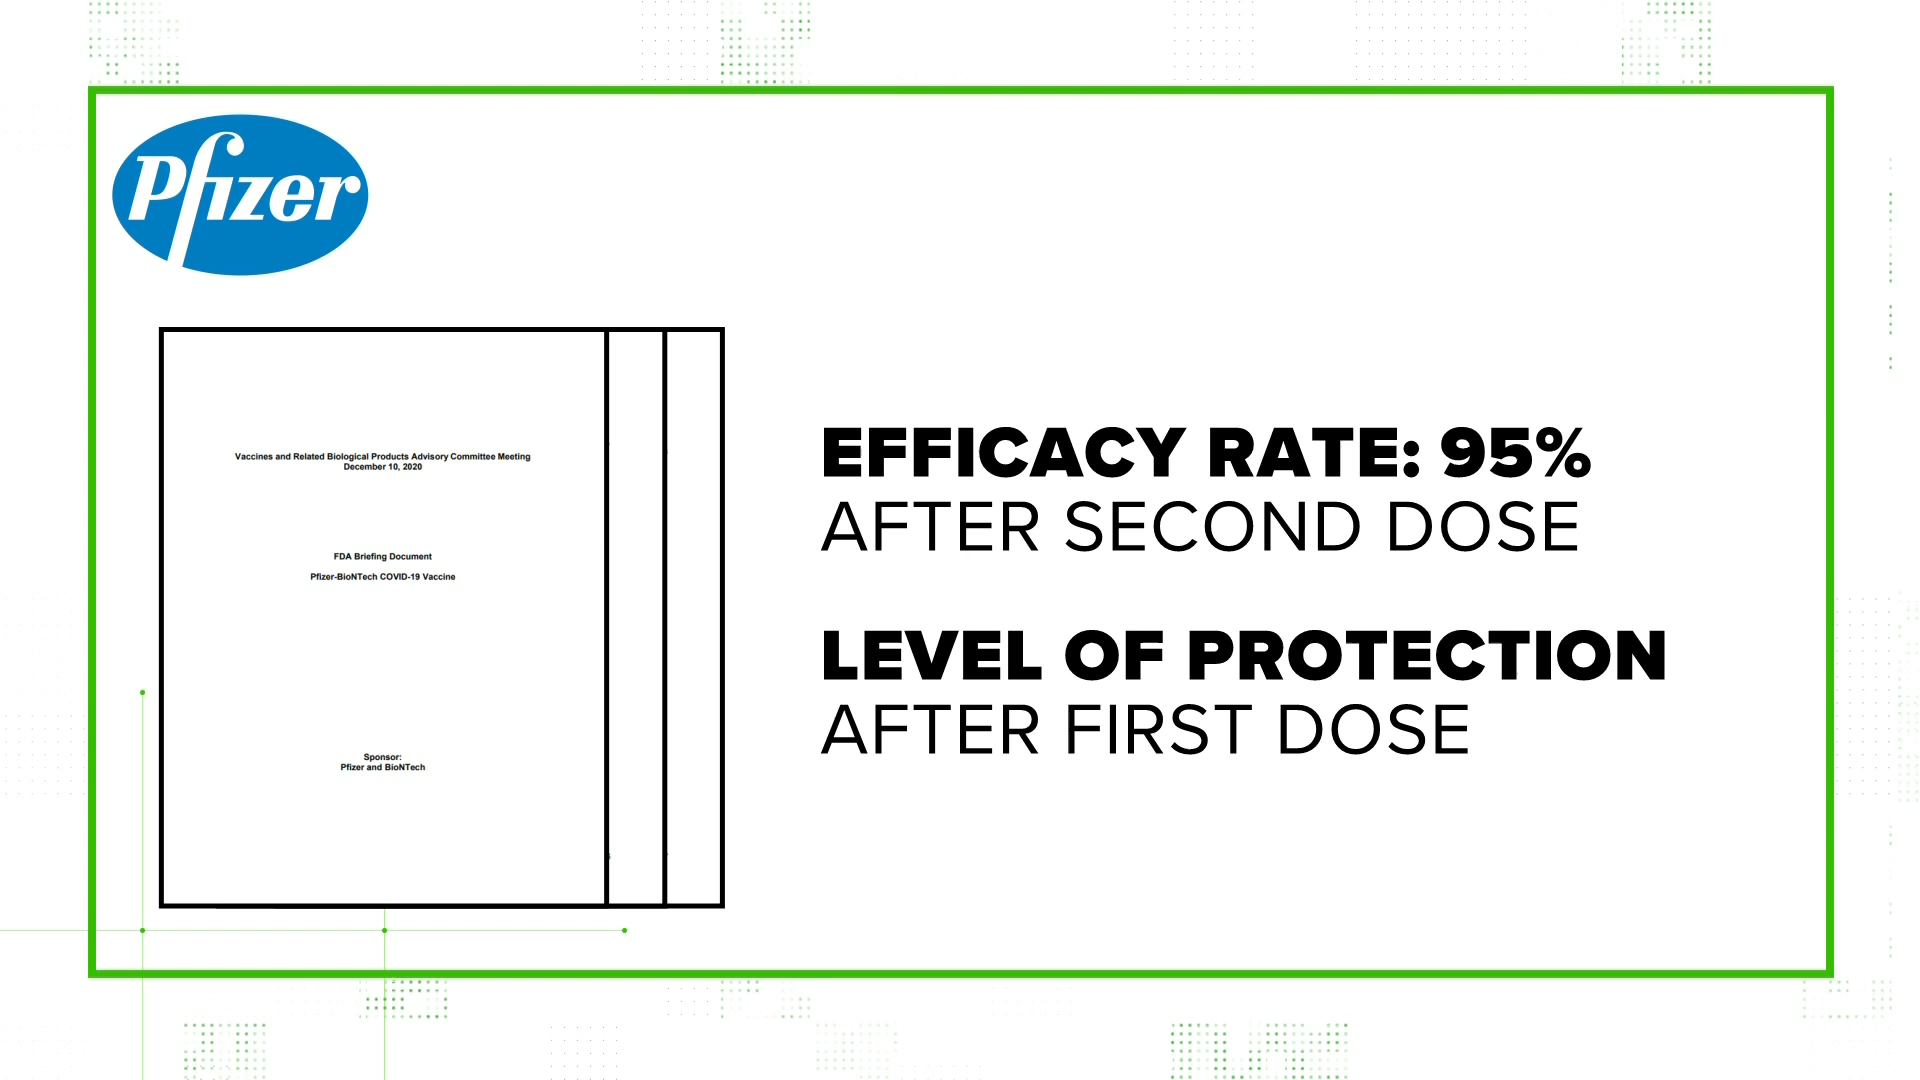 Pfizer
Vaccines and Related Biological Products Advisory Committee Meeting
December 10, 2020
FDA Briefing Document
Pfizer-BioNTech COVID-19 Vaccine
Sponsor:
Pfizer and BioNTech
EFFICACY RATE: 95%
AFTER SECOND DOSE
LEVEL OF PROTECTION
AFTER FIRST DOSE